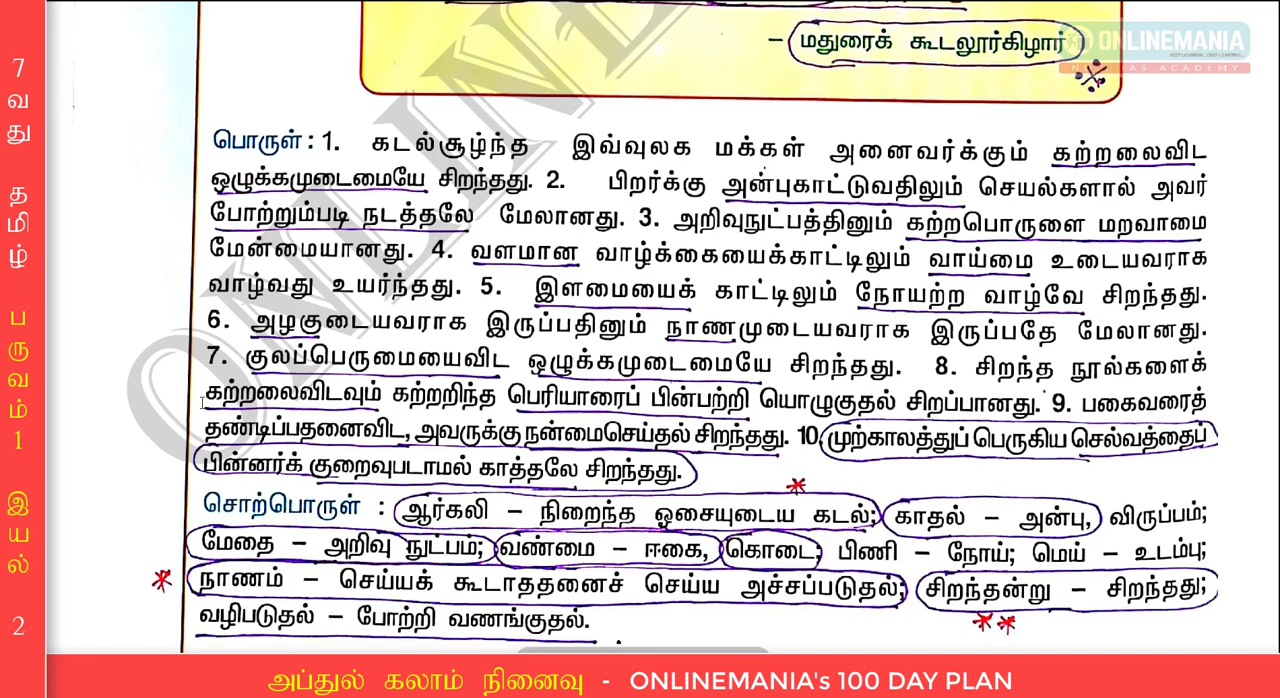 – மதுரைக் கூடலூர்கிழார்
ONLINEMANIA
பொருள் : 1. கடல்சூழ்ந்த இவ்வுலக மக்கள் அனைவர்க்கும் கற்றலைவிட
ஒழுக்கமுடைமையே சிறந்தது. 2. பிறர்க்கு அன்புகாட்டுவதிலும் செயல்களால் அவர்
போற்றும்படி நடத்தலே மேலானது. 3. அறிவுநுட்பத்தினும் கற்றபொருளை மறவாமை
மேன்மையானது. 4. வளமான வாழ்க்கையைக்காட்டிலும் வாய்மை உடையவராக
வாழ்வது உயர்ந்தது. 5. இளமையைக் காட்டிலும் நோயற்ற வாழ்வே சிறந்தது.
6. அழகுடையவராக இருப்பதினும் நாணமுடையவராக இருப்பதே மேலானது.
7. குலப்பெருமையைவிட ஒழுக்கமுடைமையே சிறந்தது. 8. சிறந்த நூல்களைக்
கற்றலைவிடவும் கற்றறிந்த பெரியாரைப் பின்பற்றி யொழுகுதல் சிறப்பானது. 9. பகைவரைத்
தண்டிப்பதனைவிட, அவருக்கு நன்மைசெய்தல் சிறந்தது. 10. முற்காலத்துப் பெருகிய செல்வத்தைப்
பின்னர்க் குறைவுபடாமல் காத்தலே சிறந்தது.
சொற்பொருள் : ஆர்கலி – நிறைந்த ஓசையுடைய கடல்; காதல் – அன்பு, விருப்பம்;
மேதை – அறிவு நுட்பம்; வண்மை – ஈகை, கொடை; பிணி – நோய்; மெய் – உடம்பு;
நாணம் – செய்யக் கூடாததனைச் செய்ய அச்சப்படுதல்; சிறந்தன்று – சிறந்தது;
வழிபடுதல் – போற்றி வணங்குதல்.
7வது தமிழ் பருவம் 1 இயல் 2
அப்துல் கலாம் நினைவு - ONLINEMANIA's 100 DAY PLAN